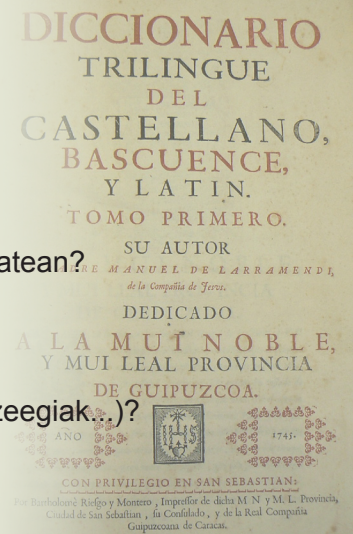 DICCIONARIO
TRILINGUE
DEL
CASTELLANO,
BASCUENCE,
Y LATIN.
TOMO PRIMERO.
SU AUTOR
atean?
MANUEL DE LARRAMENDI,
de la Compañia de Jesvs.
DEDICADO
A LA MUI NOBLE,
Y MUI LEAL PROVINCIA
DE GUIPUZCOA.
zeegiak...)?
AÑO
IHS
1745.
CON PRIVILEGIO EN SAN SEBASTIAN:
Por Bartholomè Riesgo y Montero, Impressor de dicha M N y M. L. Provincia,
Ciudad de San Sebastian, su Consulado, y de la Real Compañia
Guipuzcoana de Caracas.